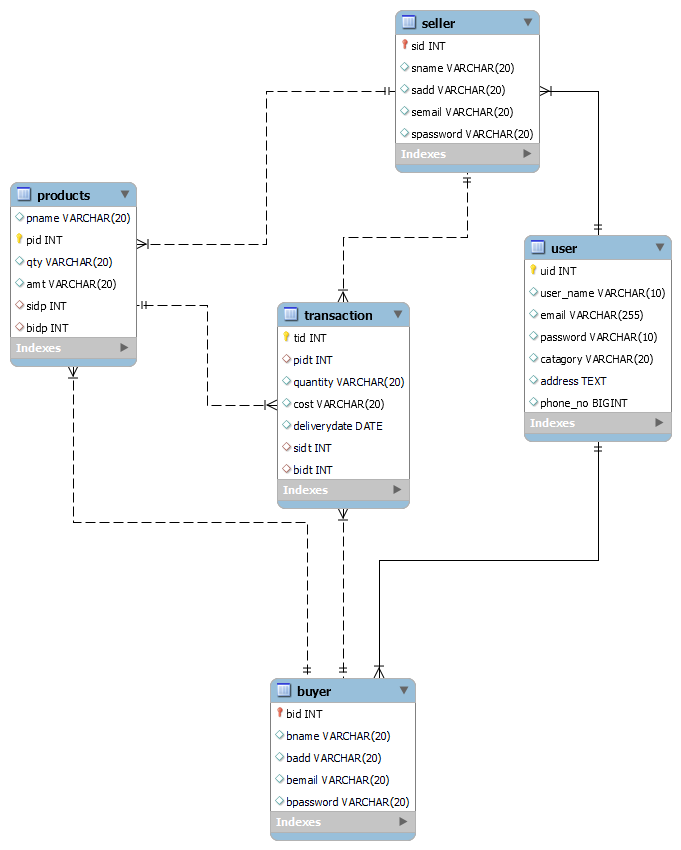 seller
sid INT
sname VARCHAR(20)
sadd VARCHAR(20)
semail VARCHAR(20)
spassword VARCHAR(20)
Indexes
products
pname VARCHAR(20)
pid INT
qty VARCHAR(20)
amt VARCHAR(20)
sidp INT
bidp INT
Indexes
user
uid INT
user_name VARCHAR(10)
email VARCHAR(255)
password VARCHAR(10)
catagory VARCHAR(20)
address TEXT
phone_no BIGINT
Indexes
transaction
tid INT
pidt INT
quantity VARCHAR(20)
cost VARCHAR(20)
deliverydate DATE
sidt INT
bidt INT
Indexes
buyer
bid INT
bname VARCHAR(20)
badd VARCHAR(20)
bemail VARCHAR(20)
bpassword VARCHAR(20)
Indexes